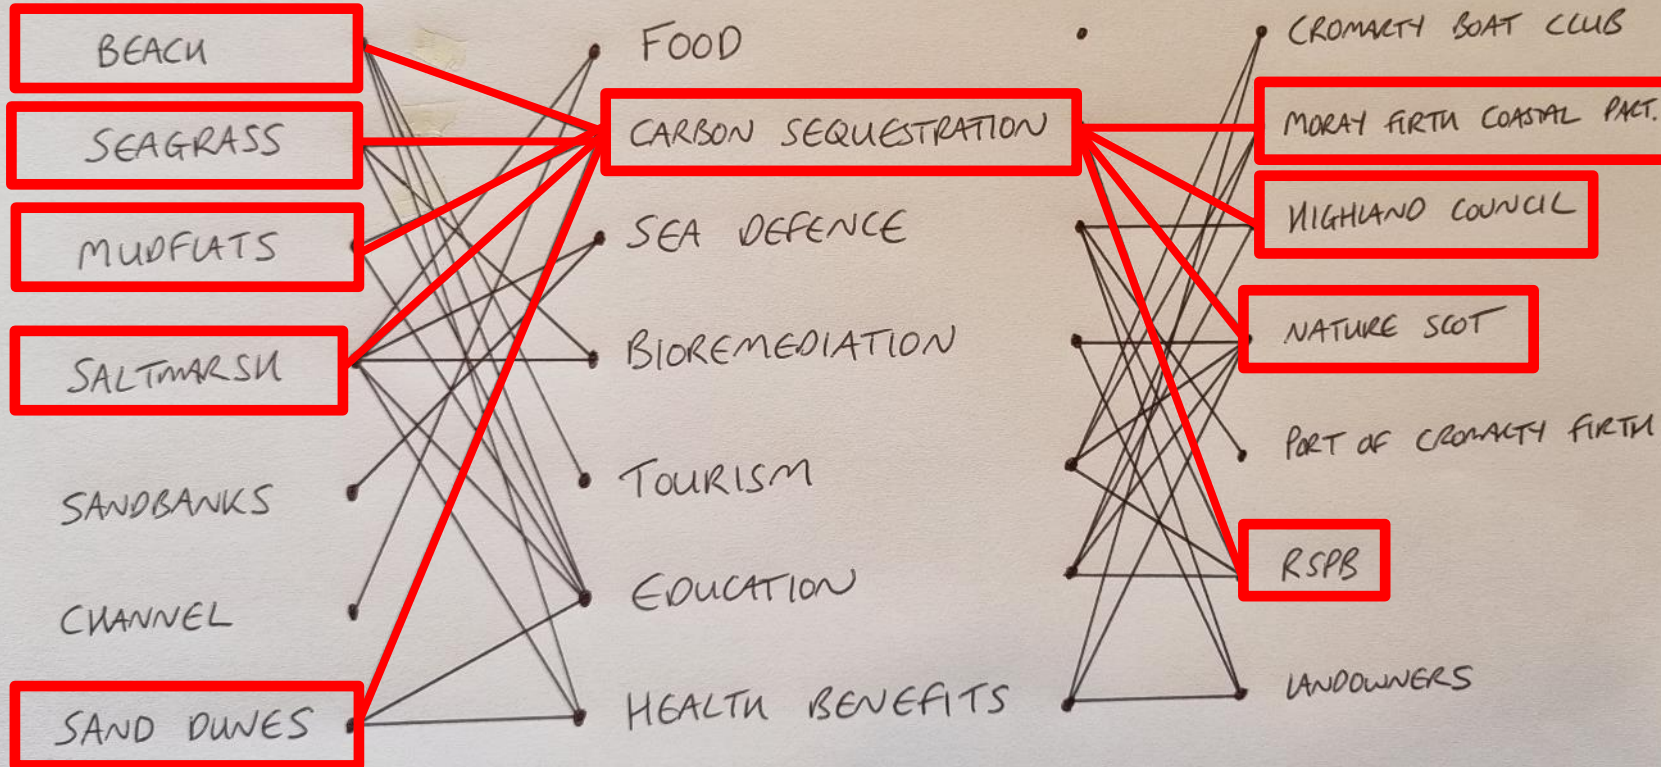 BEACH
SEAGRASS
MUDFLATS
SALTMARSH
SANDBANKS
CHANNEL
SAND DUNES
FOOD
CARBON SEQUESTRATION
SEA DEFENCE
BIOREMEDIATION
TOURISM
EDUCATION
HEALTH BENEFITS
CROMARTY BOAT CLUB
MORAY FIRTH COASTAL PART.
HIGHLAND COUNCIL
NATURE SCOT
PORT OF CROMARTY FIRTH
RSPB
LANDOWNERS